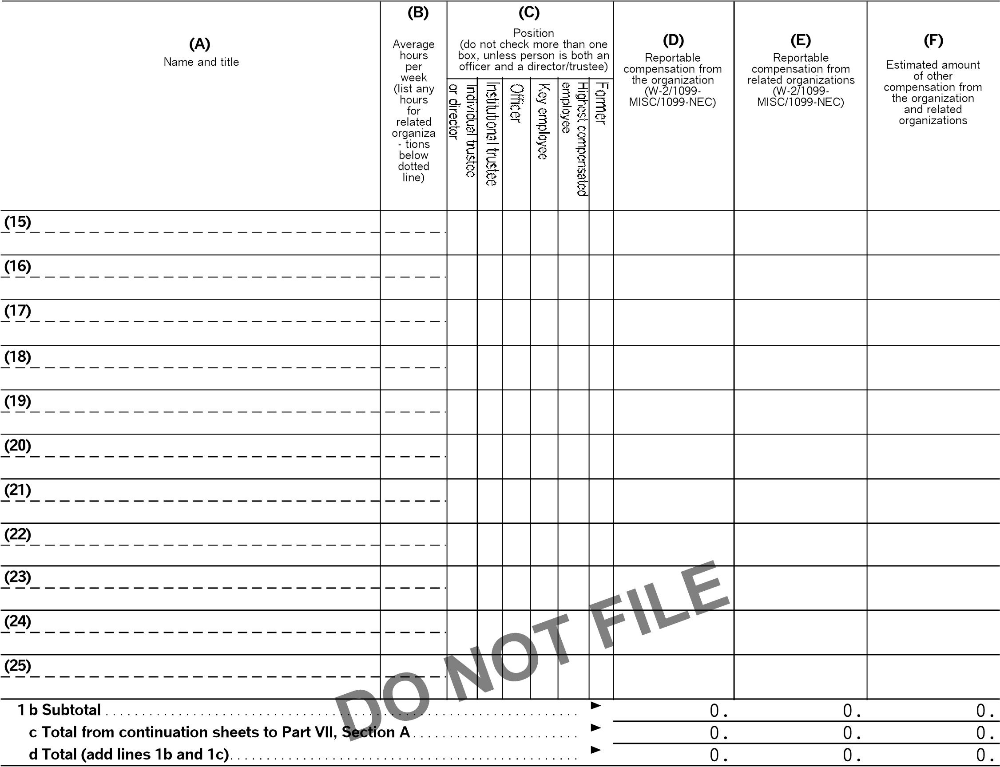 (A)
Name and title
(B)
Average
hours
per
week
(list any
hours
for
related
organiza
- tions
below
dotted
line)
(C)
Position
(do not check more than one
box, unless person is both an
officer and a director/trustee)
Individual trustee
or director
Institutional trustee
Officer
Key employee
Highest compensated
employee
Former
(D)
Reportable
compensation from
the organization
(W-2/1099-
MISC/1099-NEC)
(E)
Reportable
compensation from
related organizations
(W-2/1099-
MISC/1099-NEC)
(F)
Estimated amount
of other
compensation from
the organization
and related
organizations
(15)
(16)
(17)
(18)
(19)
(20)
(21)
(22)
(23)
(24)
(25)
DO NOT FILE
1 b Subtotal 0. 0. 0.
c Total from continuation sheets to Part VII, Section A 0. 0. 0.
d Total (add lines 1b and 1c) 0. 0. 0.